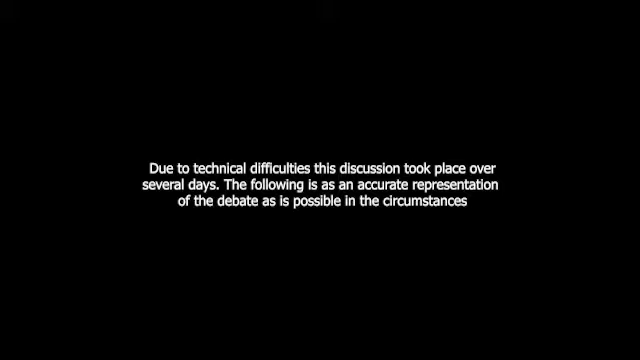 Due to technical difficulties this discussion took place over
several days. The following is as an accurate representation
of the debate as is possible in the circumstances